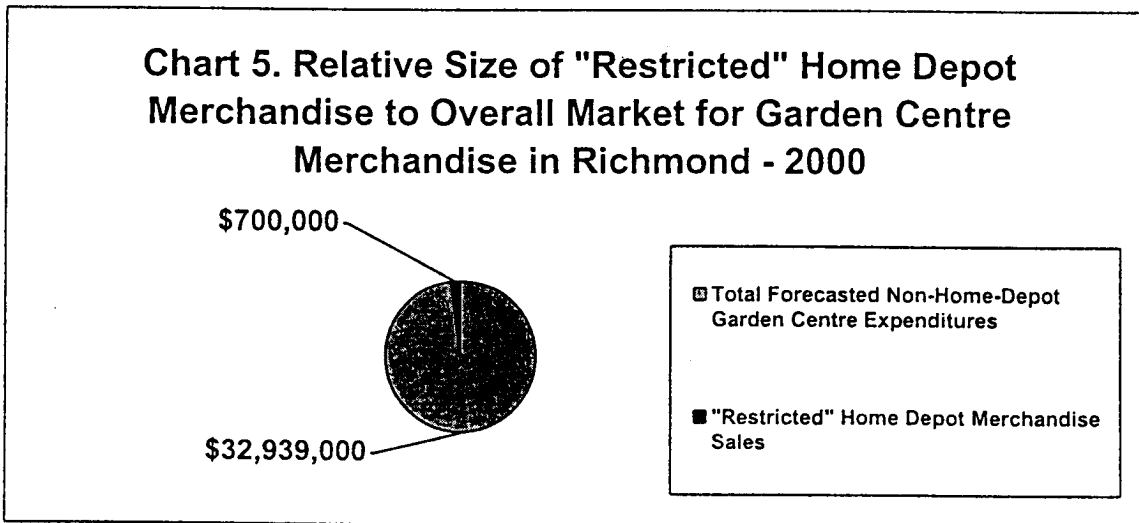 Chart 5. Relative Size of "Restricted" Home Depot
Merchandise to Overall Market for Garden Centre
Merchandise in Richmond - 2000
$700,000
$32,939,000
Total Forecasted Non-Home-Depot
Garden Centre Expenditures
"Restricted" Home Depot Merchandise
Sales